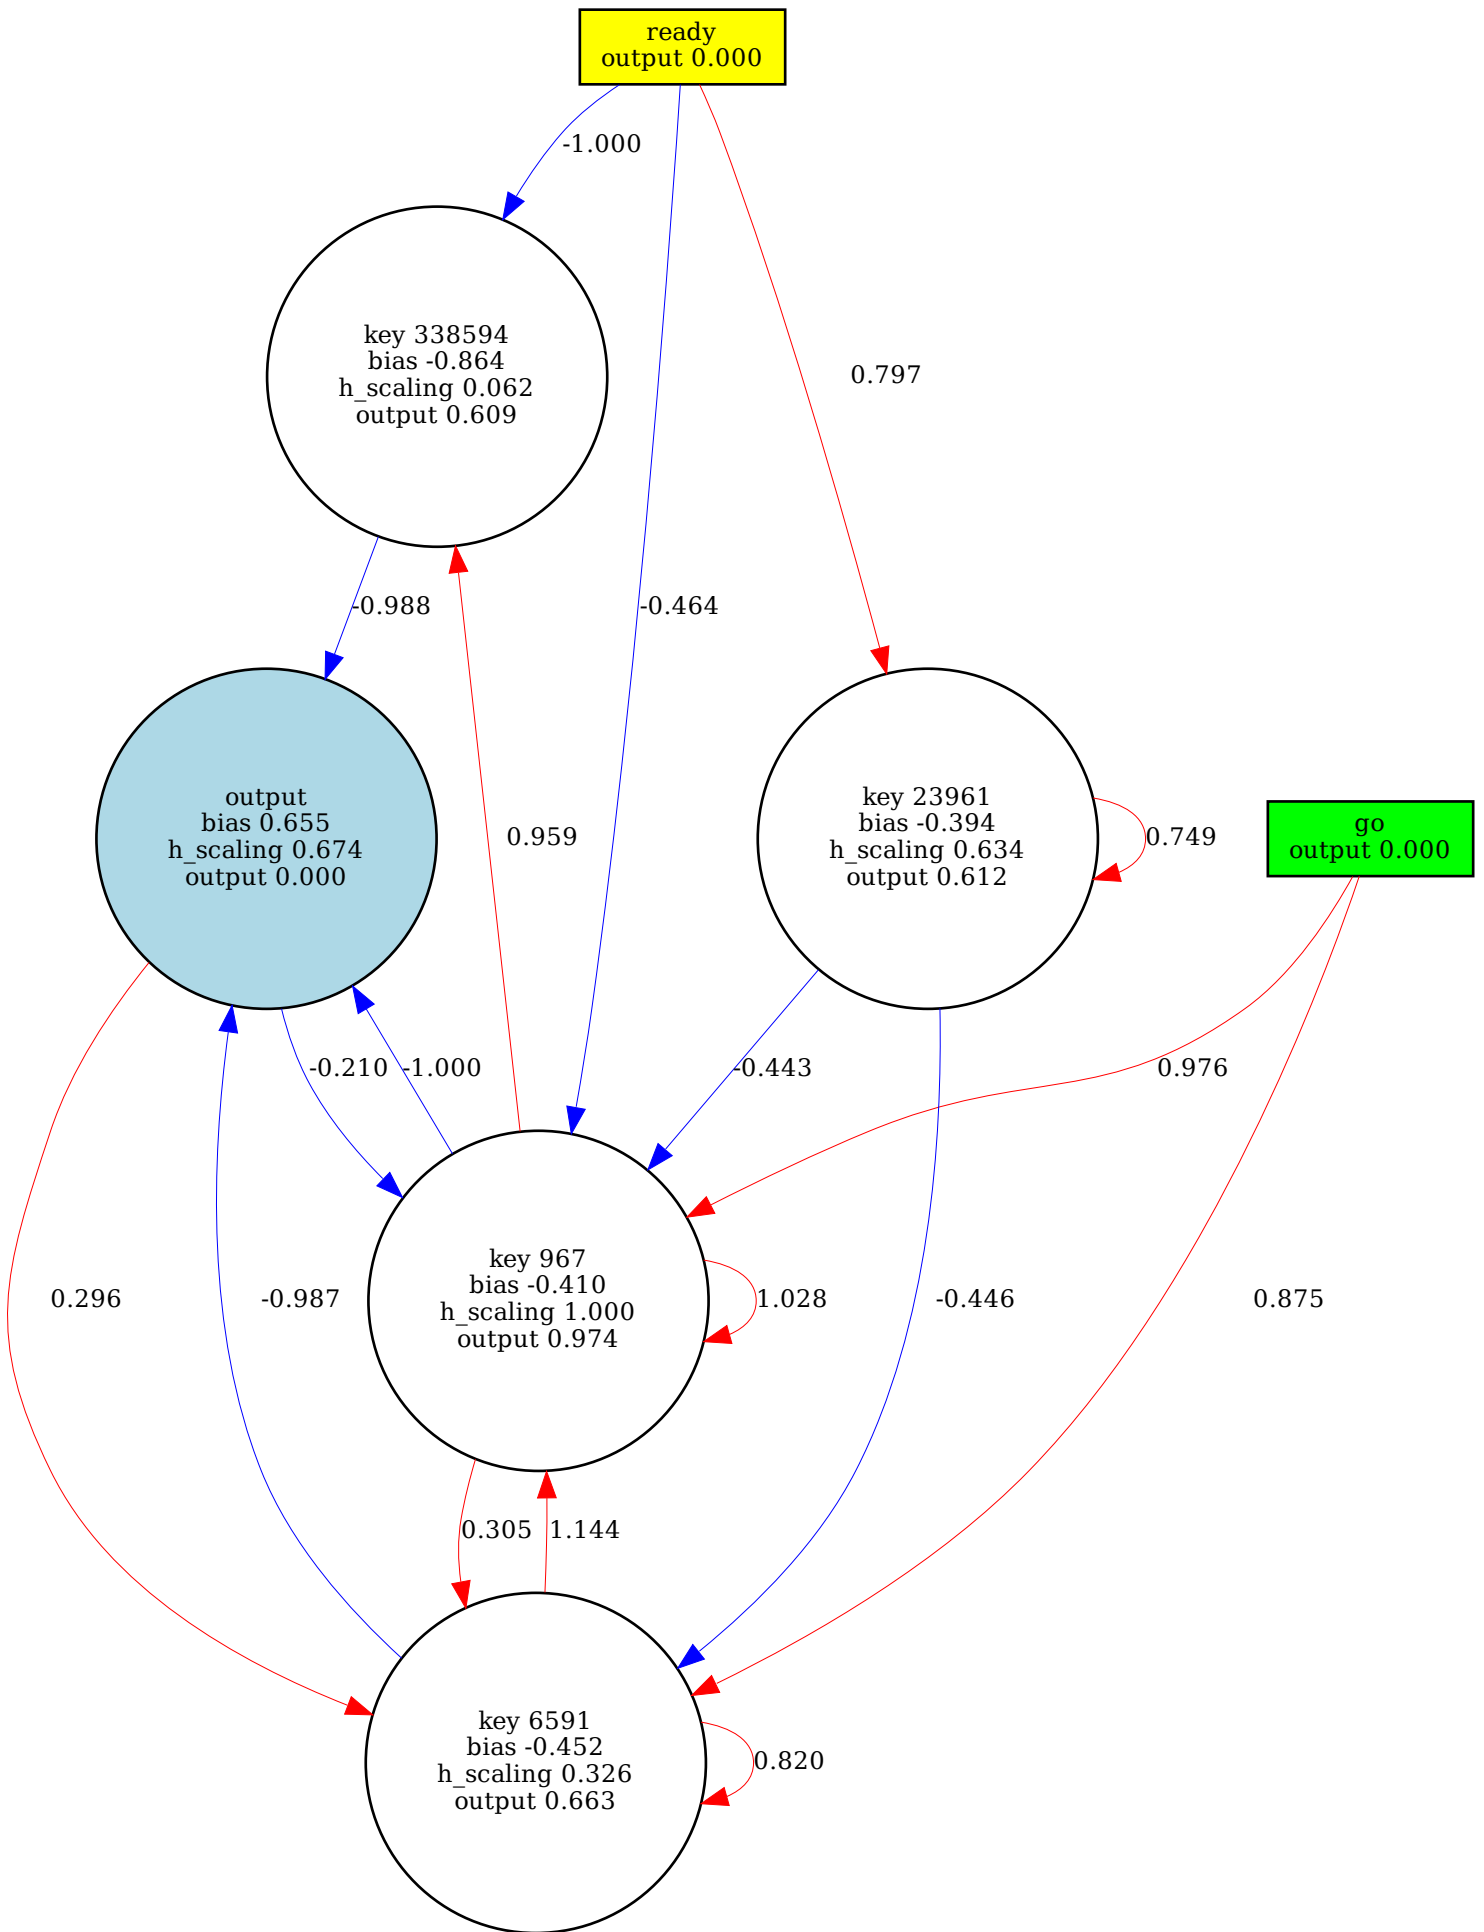 ready
output 0.000
-1.000
key 338594
bias -0.864
h_scaling 0.062
output 0.609
0.797
-0.988
-0.464
output
bias 0.655
h_scaling 0.674
output 0.000
0.959
key 23961
bias -0.394
h_scaling 0.634
output 0.612
0.749
go
output 0.000
-0.210
-1.000
-0.443
0.976
0.296
-0.987
key 967
bias -0.410
h_scaling 1.000
output 0.974
1.028
-0.446
0.875
0.305
1.144
key 6591
bias -0.452
h_scaling 0.326
output 0.663
0.820